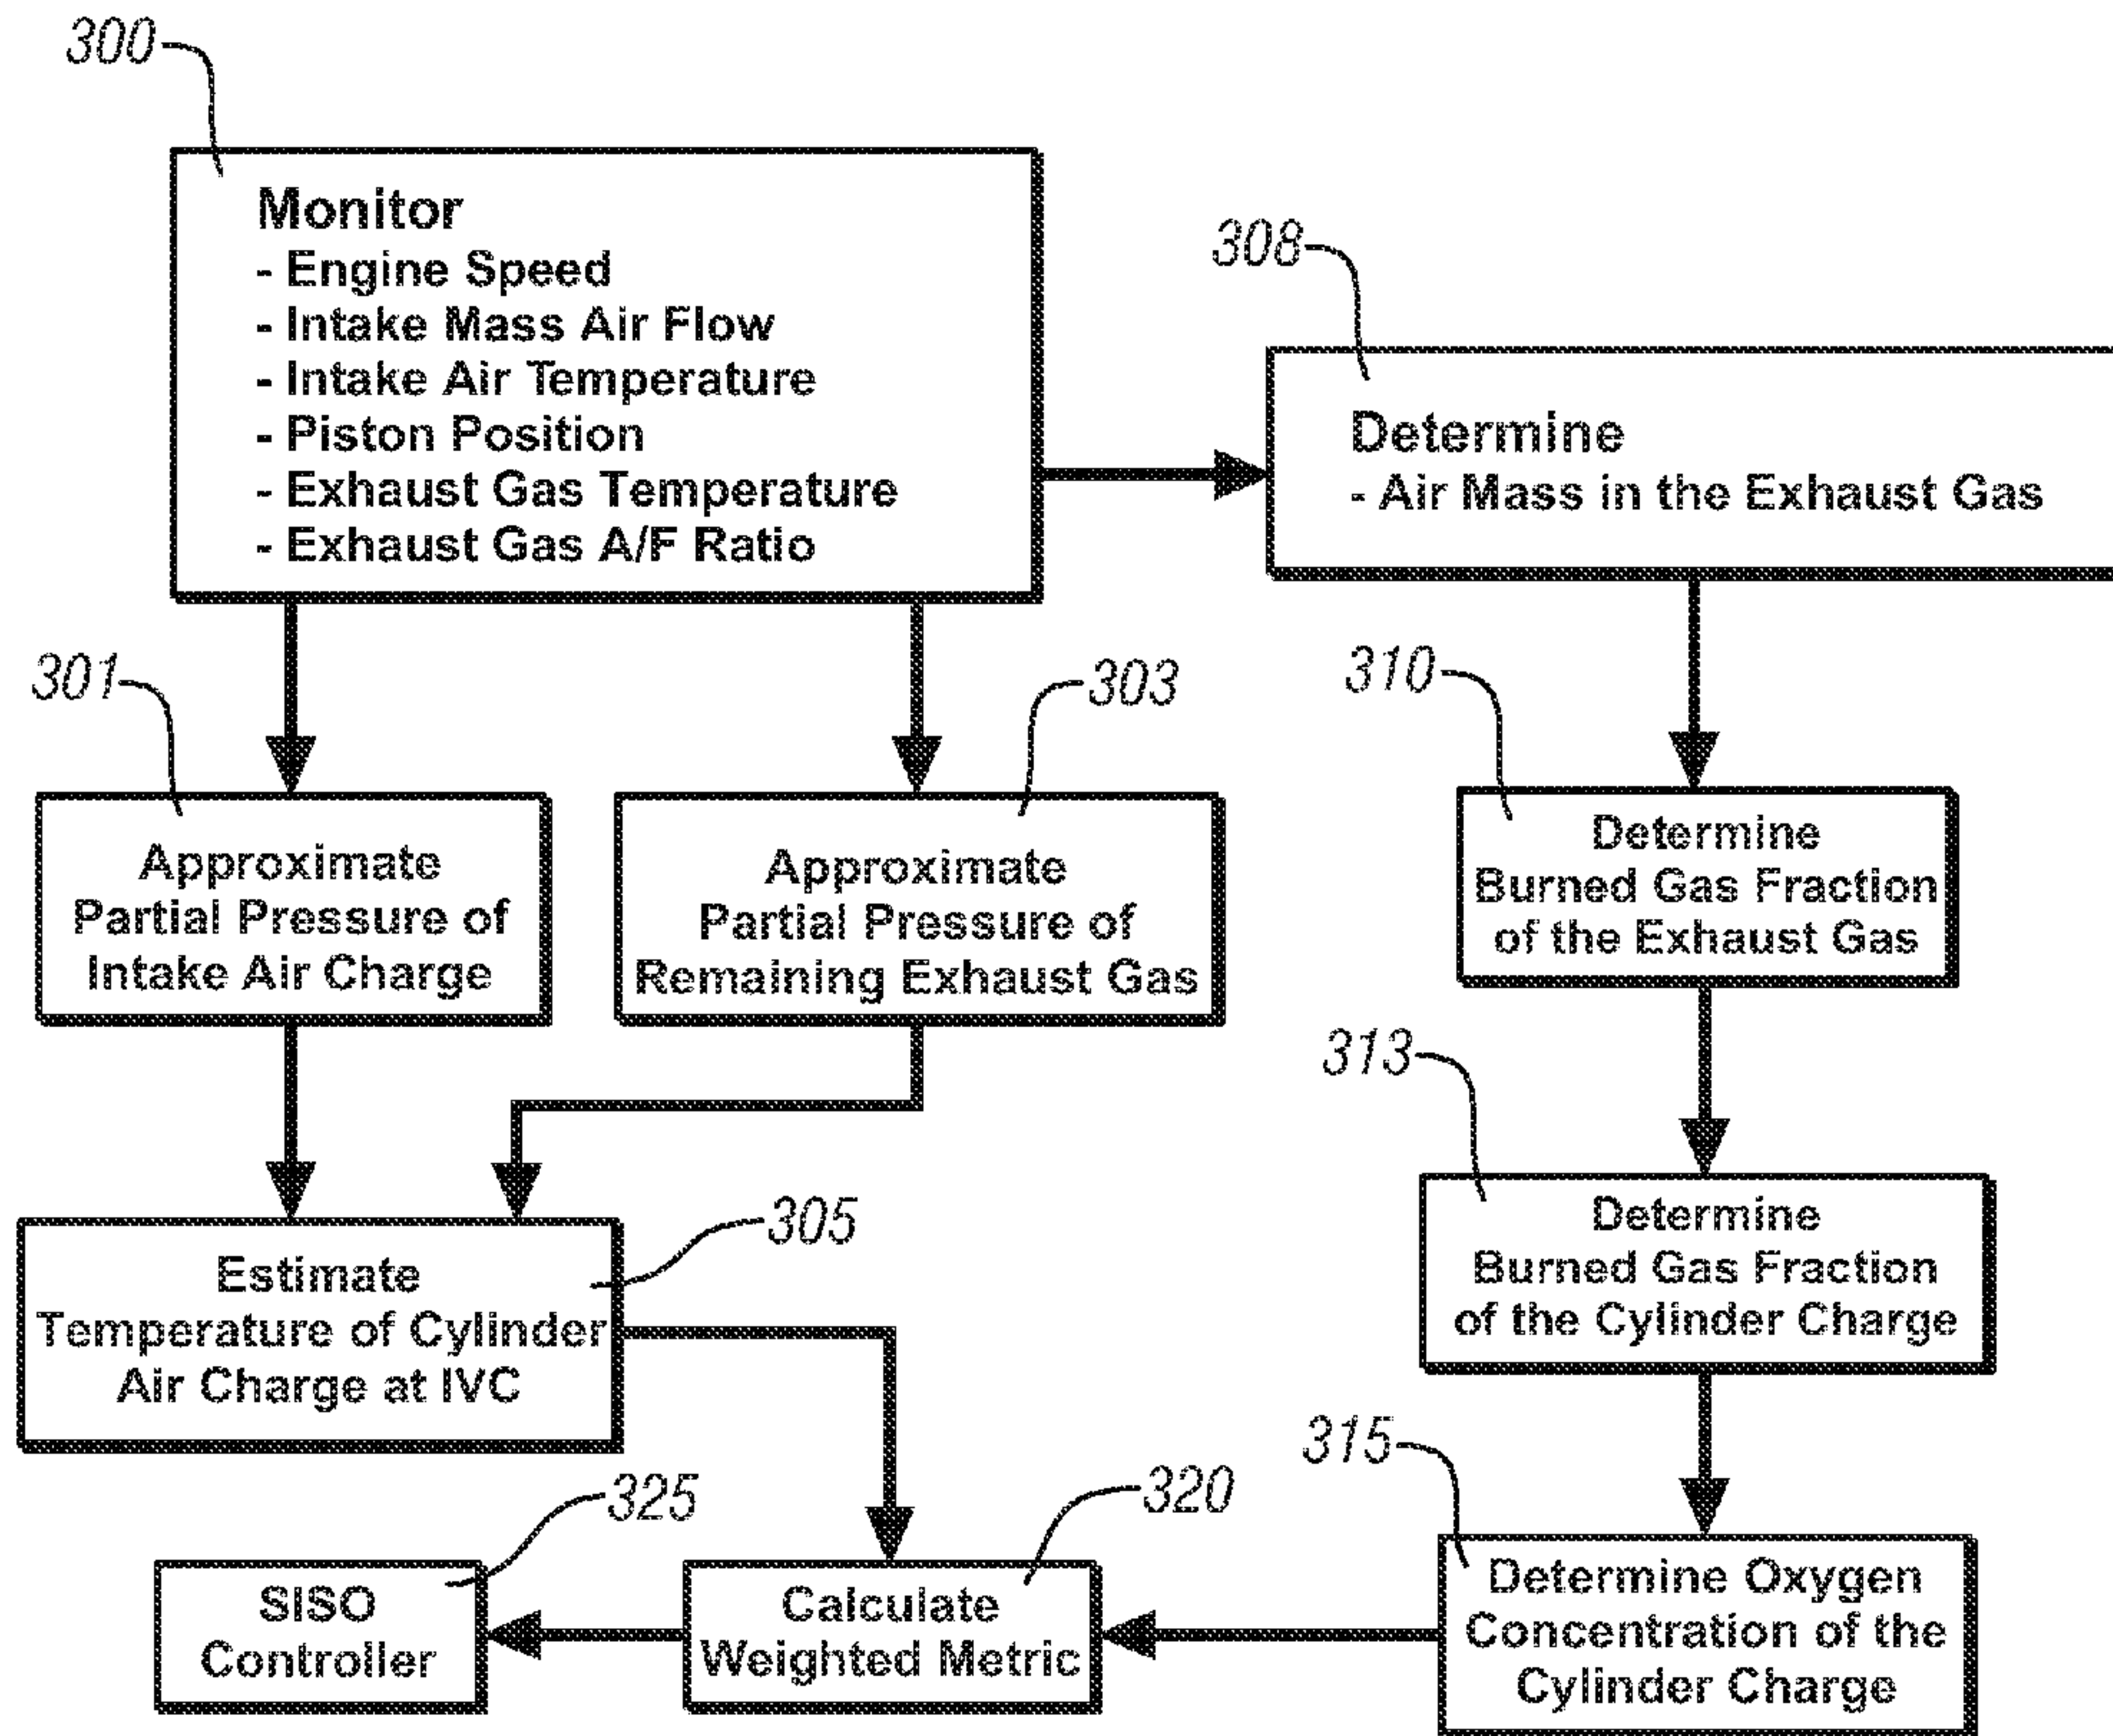 300
Monitor
- Engine Speed
- Intake Mass Air Flow
- Intake Air Temperature
- Piston Position
- Exhaust Gas Temperature
- Exhaust Gas A/F Ratio
308
Determine
- Air Mass in the Exhaust Gas
301
Approximate
Partial Pressure of
Intake Air Charge
303
Approximate
Partial Pressure of
Remaining Exhaust Gas
310
Determine
Burned Gas Fraction
of the Exhaust Gas
313
Determine
Burned Gas Fraction
of the Cylinder Charge
305
Estimate
Temperature of Cylinder
Air Charge at IVC
315
Determine Oxygen
Concentration of the
Cylinder Charge
320
Calculate
Weighted Metric
325
SISO
Controller